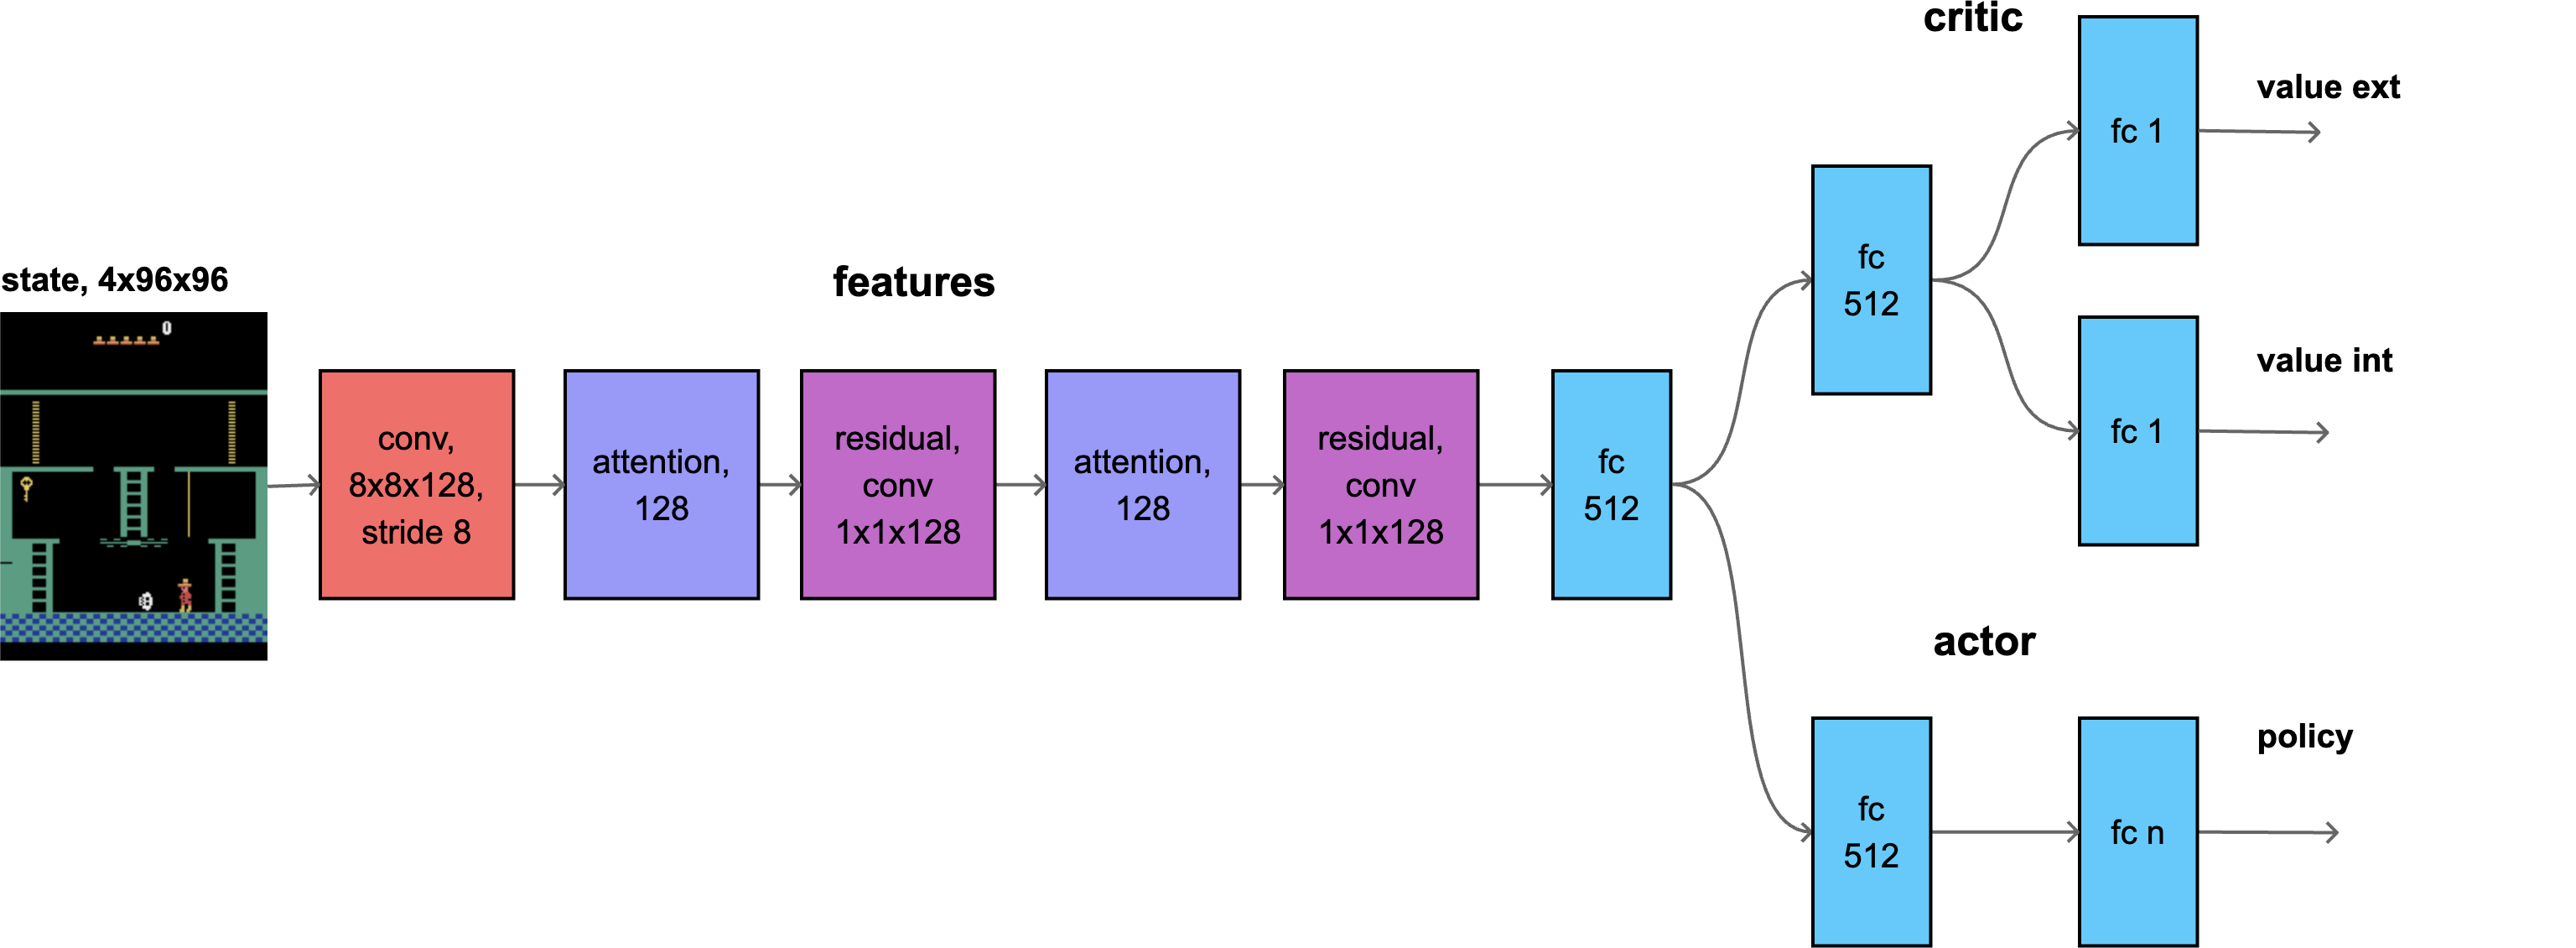 critic
value ext
fc 1
fc
512
state, 4x96x96
features
0
value int
fc 1
conv,
8x8x128,
stride 8
attention,
128
residual,
conv
1x1x128
attention,
128
residual,
conv
1x1x128
fc
512
actor
policy
fc
512
fc n